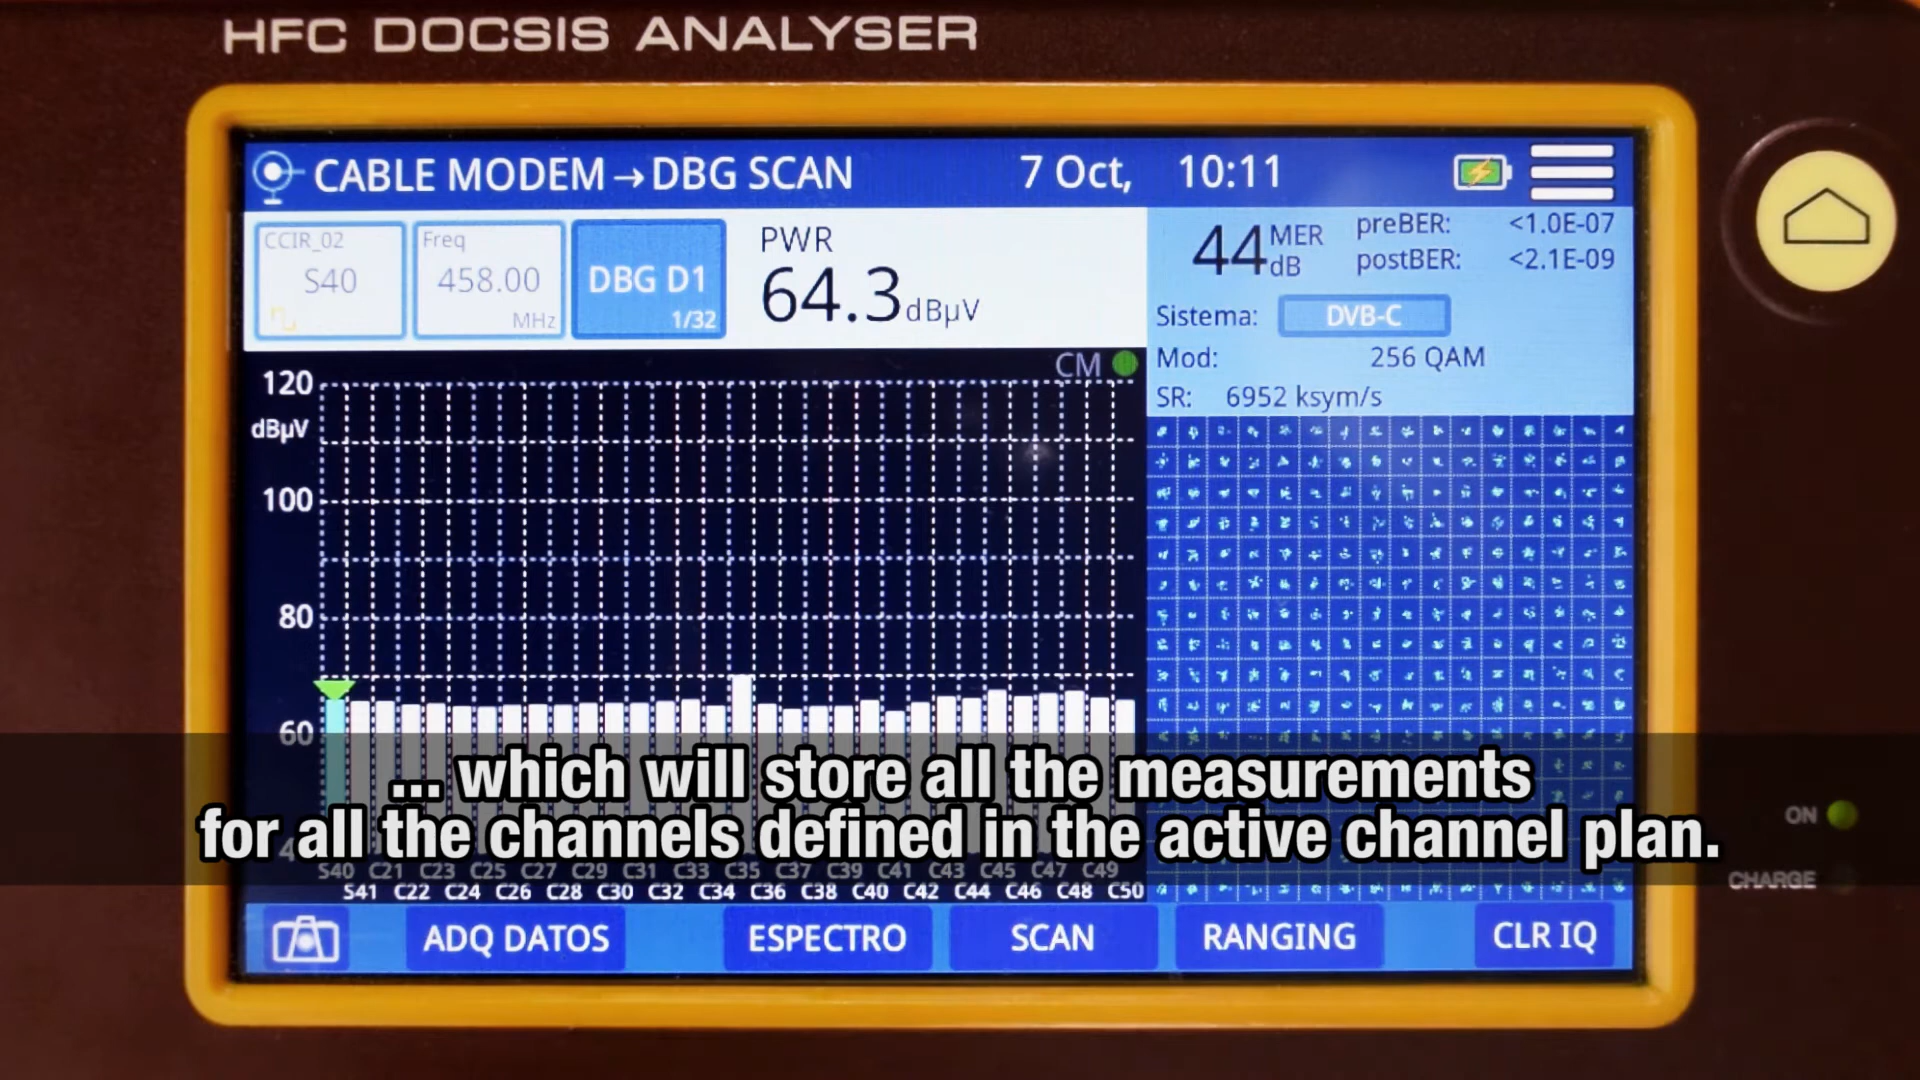 HFC DOCSIS ANALYSER
CABLE MODEM→DBG SCAN 7 Oct, 10:11
CCIR_02
S40
Freq
458.00
MHz
DBG D1
1/32
PWR
64.3 dBµV
44 MER dB
preBER: <1.0E-07
postBER: <2.1E-09
Sistema: DVB-C
Mod: 256 QAM
SR: 6952 ksym/s
CM
120
dBµV
100
80
60
... which will store all the measurements
for all the channels defined in the active channel plan.
S40 C21 C23 C25 C27 C29 C31 C33 C35 C37 C39 C41 C43 C45 C47 C49
S41 C22 C24 C26 C28 C30 C32 C34 C36 C38 C40 C42 C44 C46 C48 C50
ADQ DATOS ESPECTRO SCAN RANGING CLR IQ
ON
CHARGE